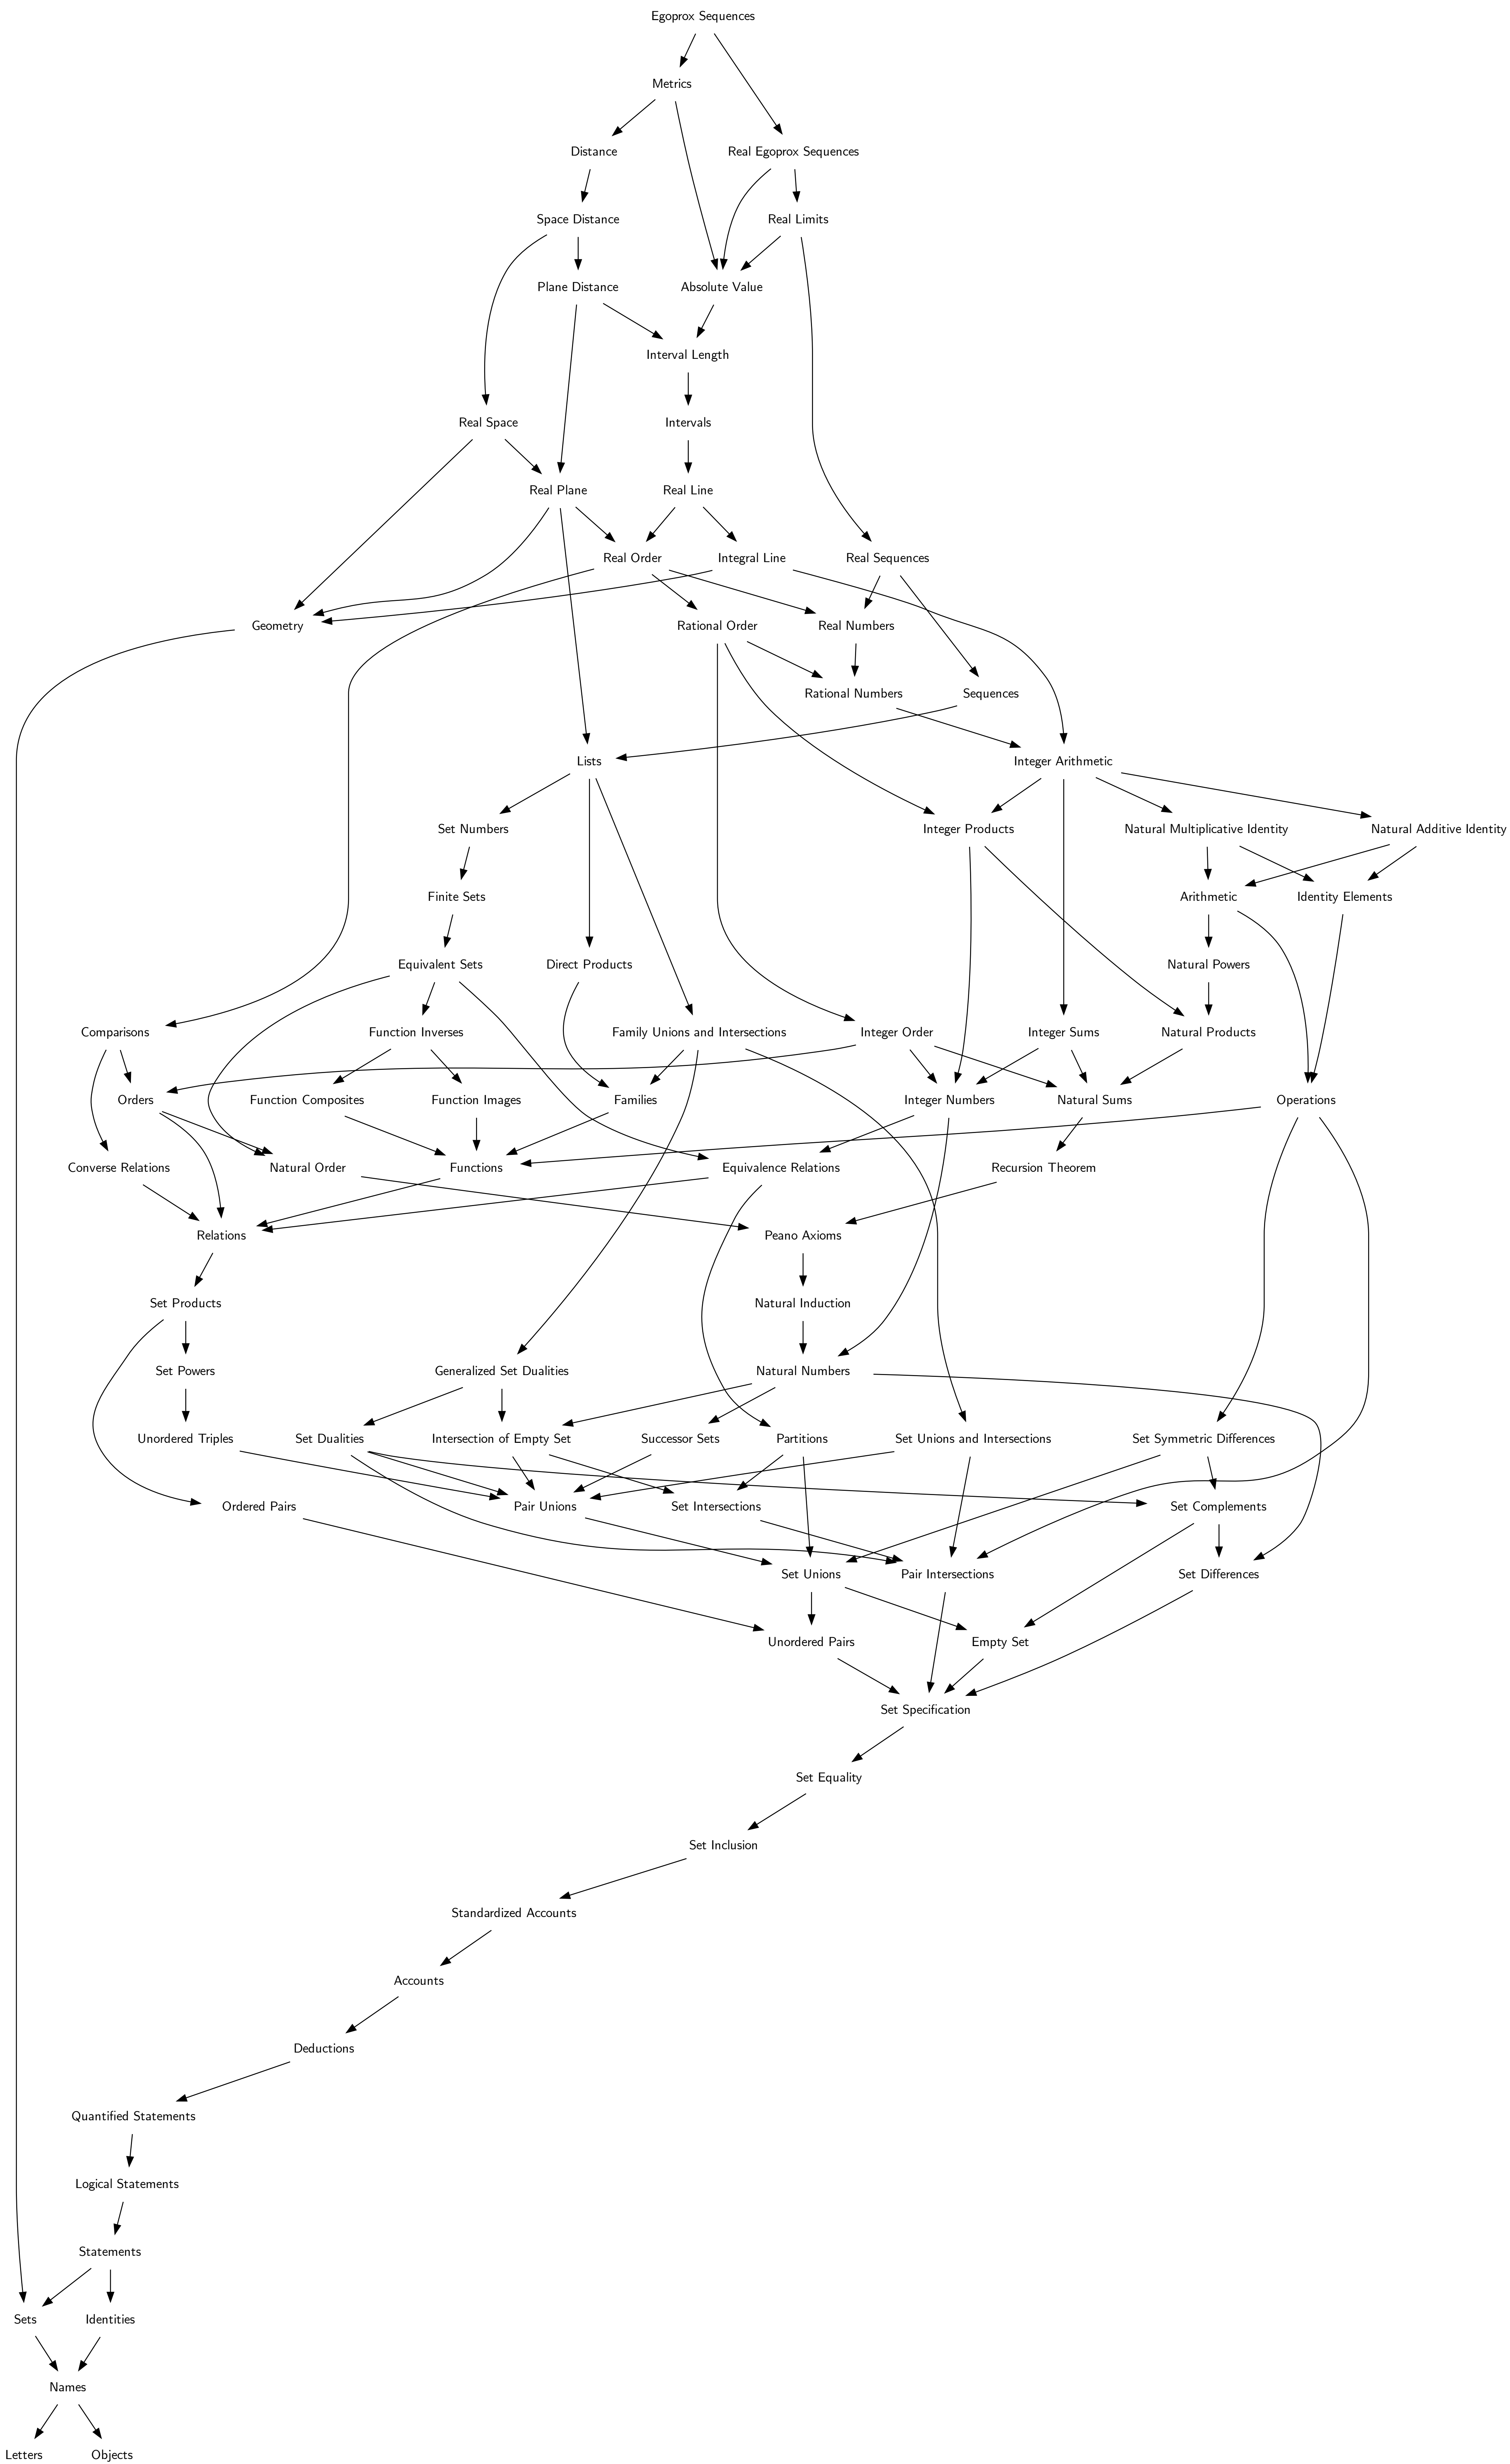 Egoprox Sequences
Metrics
Distance
Real Egoprox Sequences
Space Distance
Real Limits
Plane Distance
Absolute Value
Interval Length
Real Space
Intervals
Real Plane
Real Line
Real Order
Integral Line
Real Sequences
Geometry
Rational Order
Real Numbers
Rational Numbers
Sequences
Lists
Integer Arithmetic
Set Numbers
Integer Products
Natural Multiplicative Identity
Natural Additive Identity
Finite Sets
Arithmetic
Identity Elements
Equivalent Sets
Direct Products
Natural Powers
Comparisons
Function Inverses
Family Unions and Intersections
Integer Order
Integer Sums
Natural Products
Orders
Function Composites
Function Images
Families
Integer Numbers
Natural Sums
Operations
Converse Relations
Natural Order
Functions
Equivalence Relations
Recursion Theorem
Relations
Peano Axioms
Set Products
Natural Induction
Set Powers
Generalized Set Dualities
Natural Numbers
Unordered Triples
Set Dualities
Intersection of Empty Set
Successor Sets
Partitions
Set Unions and Intersections
Set Symmetric Differences
Ordered Pairs
Pair Unions
Set Intersections
Set Complements
Set Unions
Pair Intersections
Set Differences
Unordered Pairs
Empty Set
Set Specification
Set Equality
Set Inclusion
Standardized Accounts
Accounts
Deductions
Quantified Statements
Logical Statements
Statements
Sets
Identities
Names
Letters
Objects